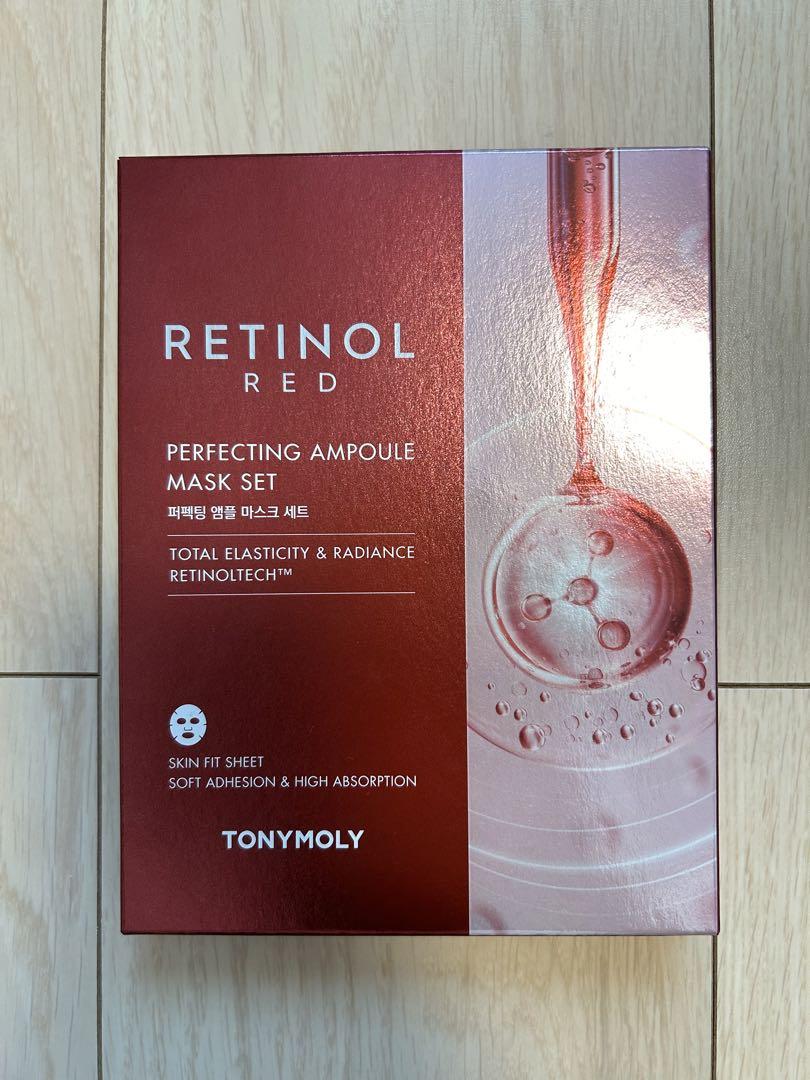 RETINOL
RED
PERFECTING AMPOULE
MASK SET
퍼펙팅 앰플 마스크 세트
TOTAL ELASTICITY & RADIANCE
RETINOLTECH™
SKIN FIT SHEET
SOFT ADHESION & HIGH ABSORPTION
TONYMOLY